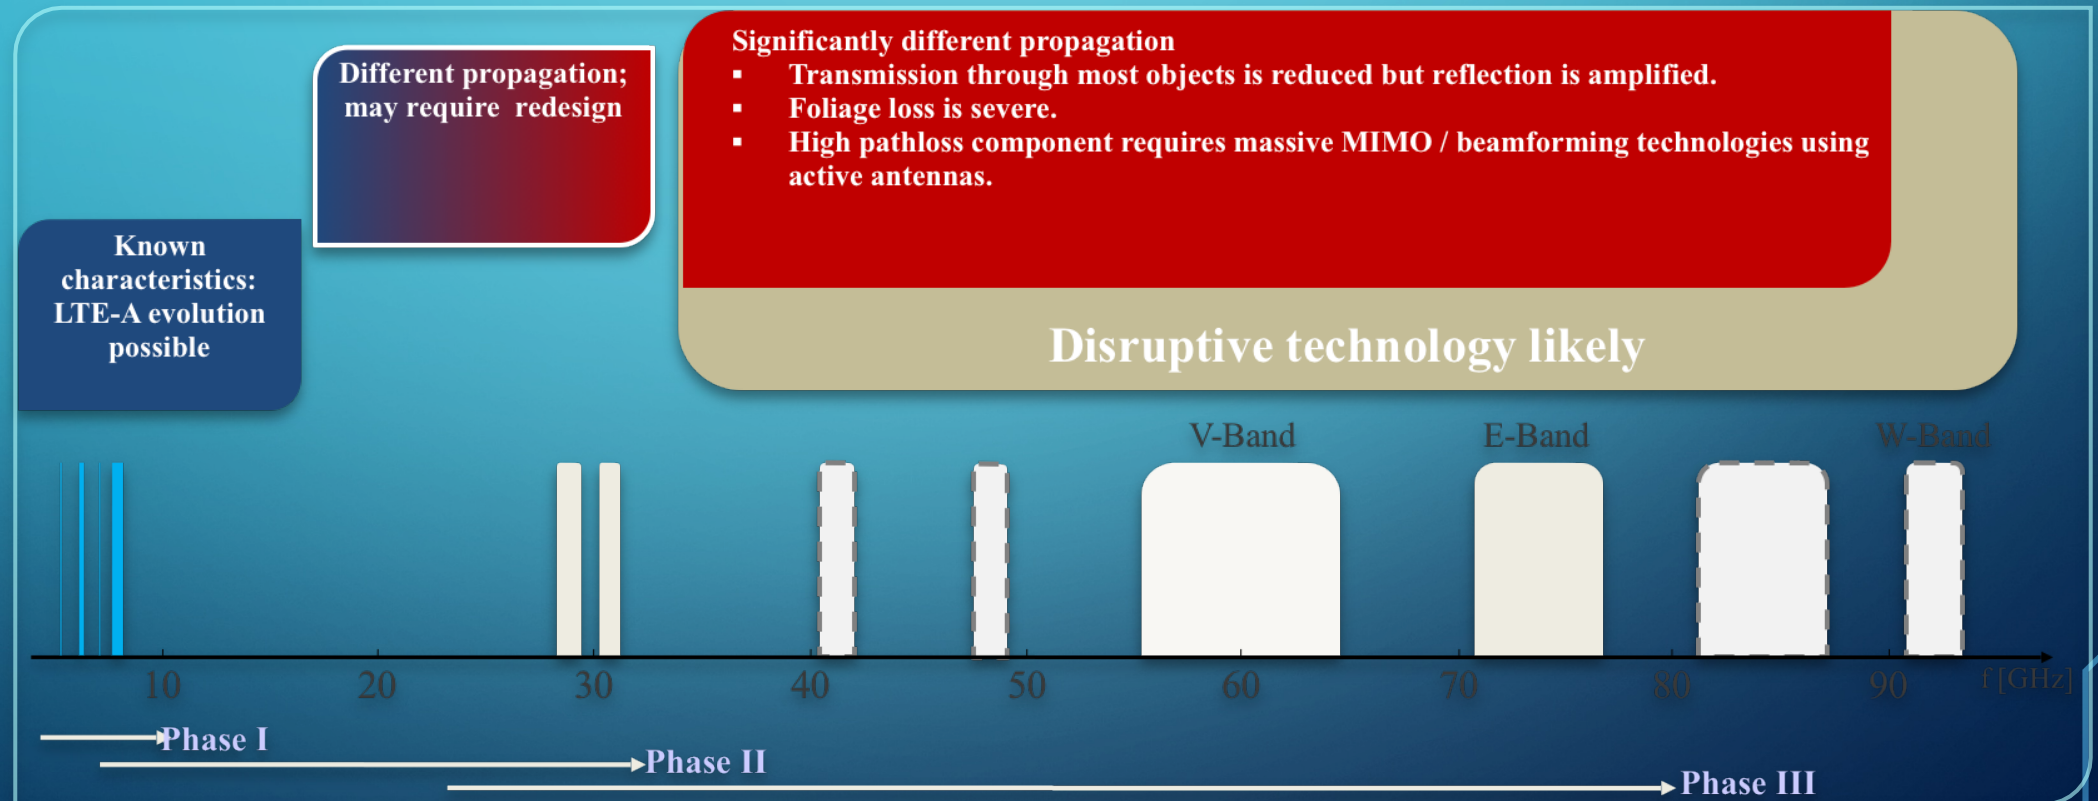 Significantly different propagation
▪ Transmission through most objects is reduced but reflection is amplified.
▪ Foliage loss is severe.
▪ High pathloss component requires massive MIMO / beamforming technologies using
active antennas.
Different propagation;
may require redesign
Known
characteristics:
LTE-A evolution
possible
Disruptive technology likely
V-Band
E-Band
W-Band
10
20
30
40
50
60
70
80
90
f [GHz]
Phase I
Phase II
Phase III